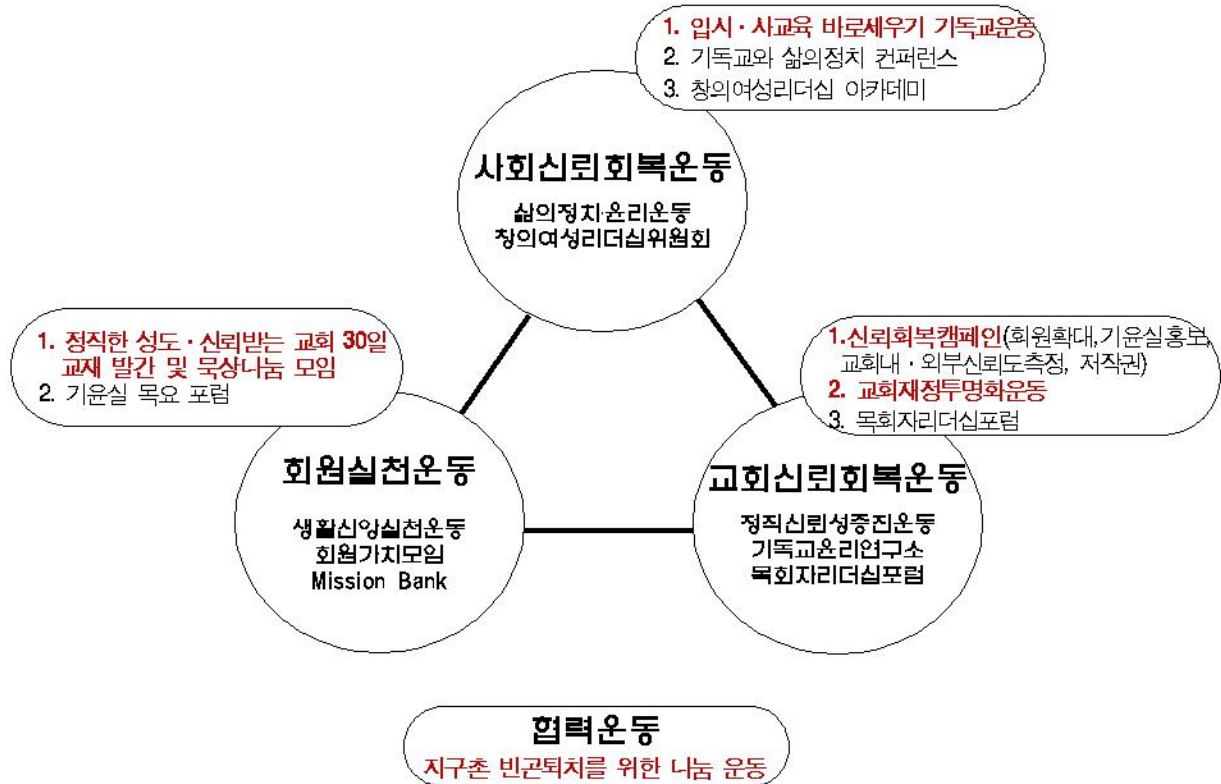 1. 입시 · 사교육 바로세우기 기독교운동
2. 기독교와 삶의정치 컨퍼런스
3. 창의여성리더십 아카데미
사회신뢰회복운동
삶의정치·윤리운동
창의여성리더십위원회
1. 정직한 성도 · 신뢰받는 교회 30일
교재 발간 및 묵상나눔 모임
2. 기윤실 목요 포럼
회원실천운동
생활신앙실천운동
회원가치모임
Mission Bank
1.신뢰회복캠페인(회원확대,기윤실홍보,
교회내 · 외부신뢰도측정, 저작권)
2. 교회재정투명화운동
3. 목회자리더십포럼
교회신뢰회복운동
정직신뢰성증진운동
기독교윤리연구소
목회자리더십포럼
협력운동
지구촌 빈곤퇴치를 위한 나눔 운동